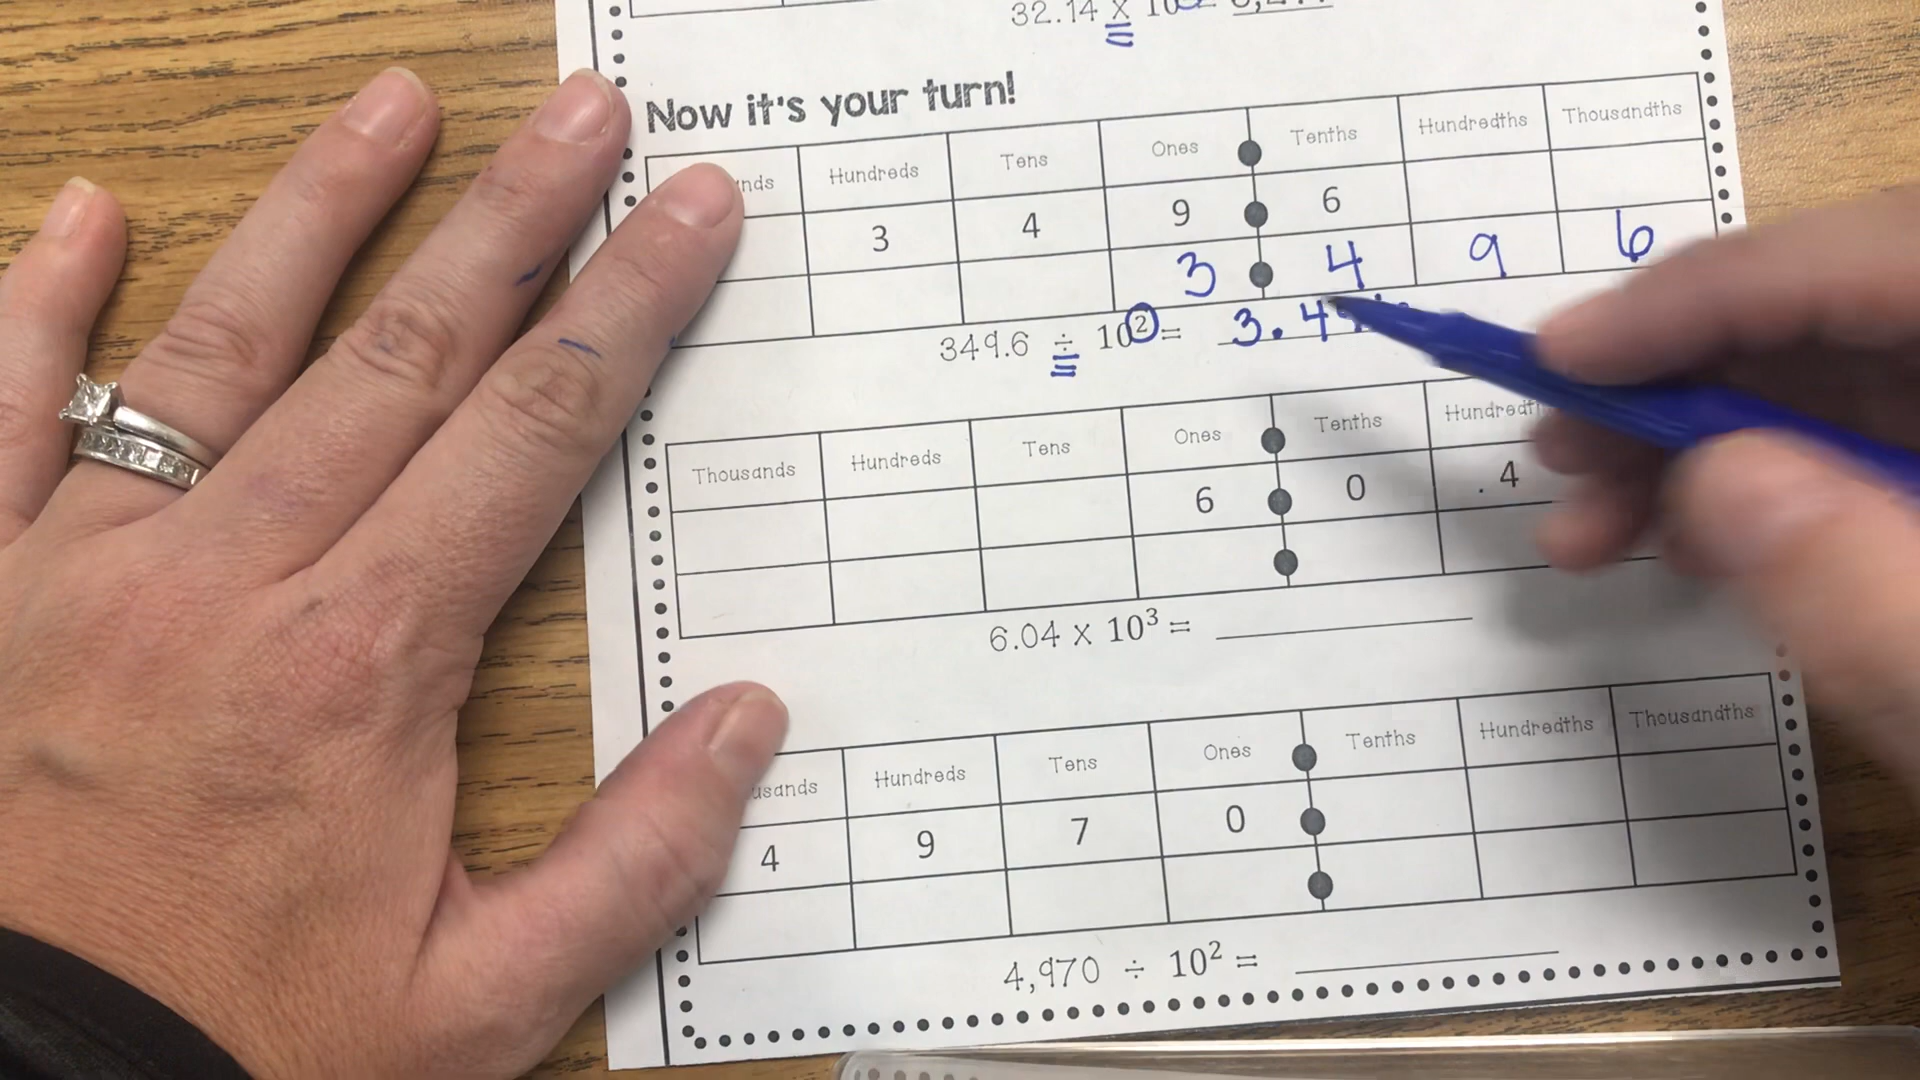 32.14 x
Now it's your turn!
Hundreds Tens Ones Tenths Hundredths Thousandths
3 4 9 6
3 4 9 6
349.6 ÷ 10² =
Thousands Hundreds Tens Ones Tenths
6 0 . 4
6.04 x 10³ =
Hundreds Tens Ones Tenths Hundredths Thousandths
4 9 7 0
4,970 ÷ 10² =